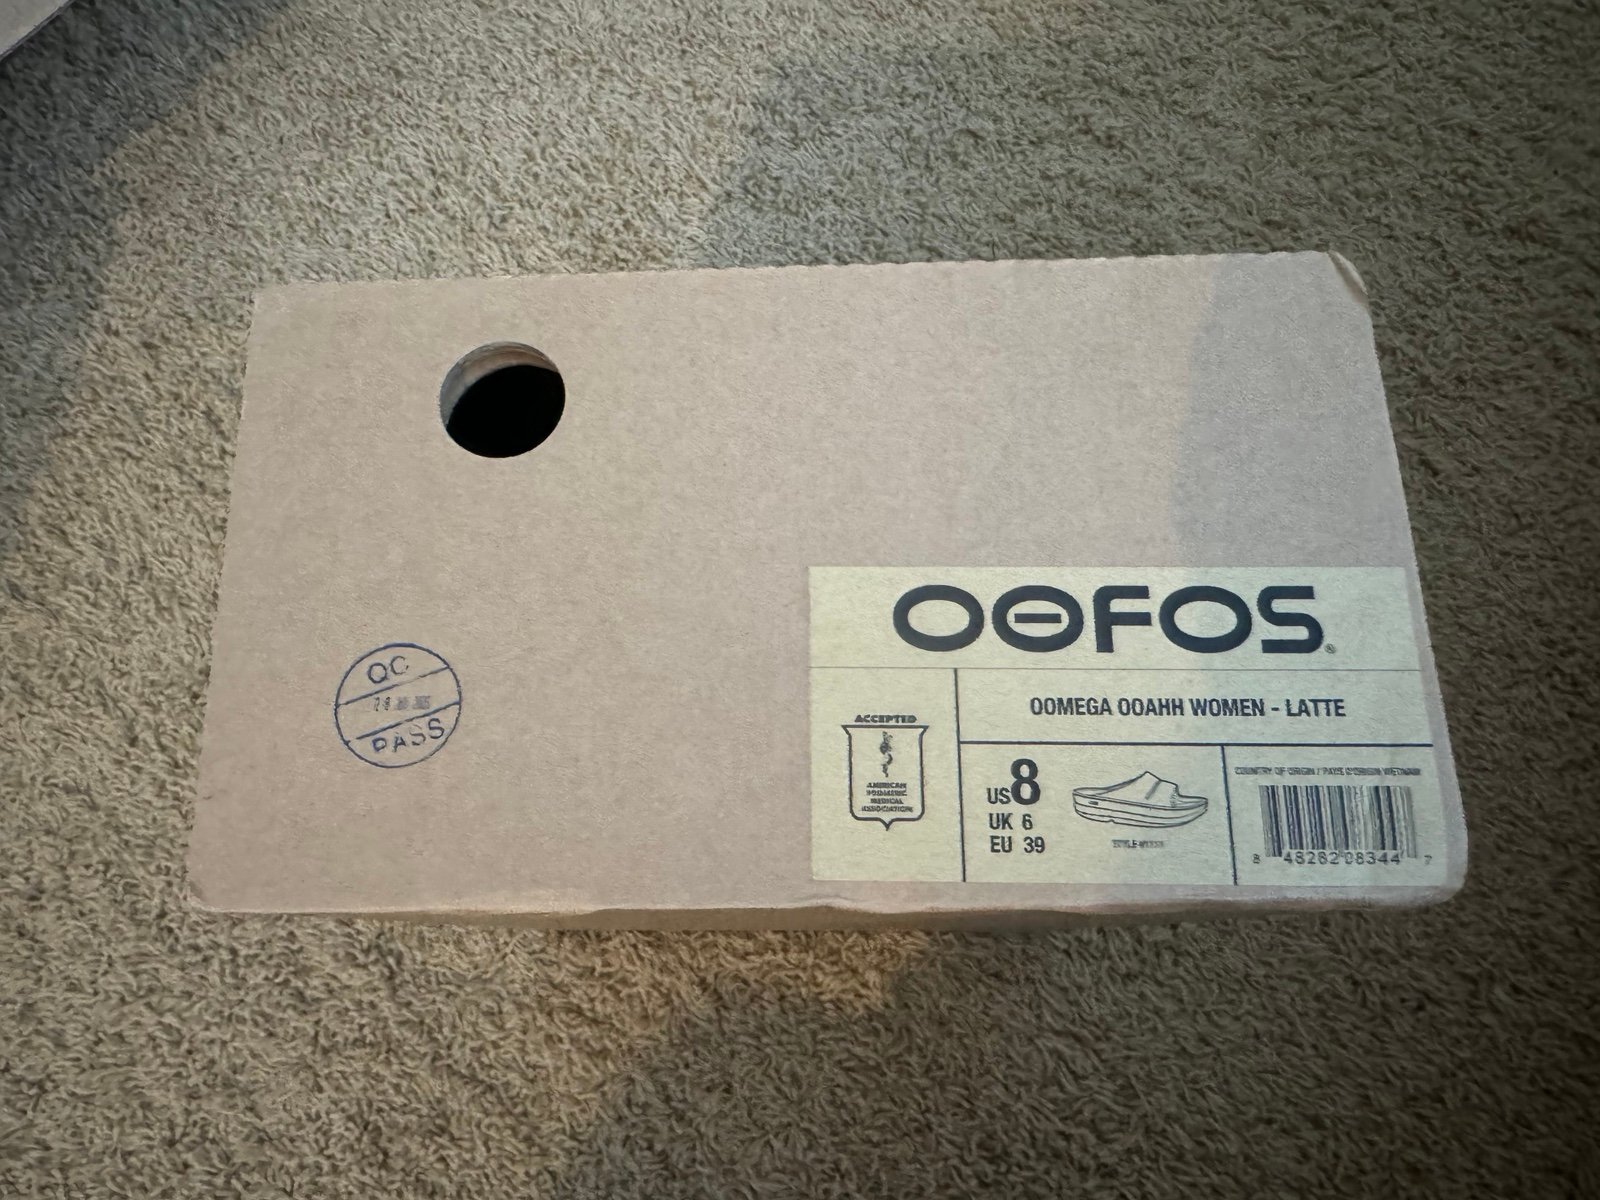 OOFOS®
OOMEGA OOAHH WOMEN - LATTE
ACCEPTED
AMERICAN
PODIATRIC
MEDICAL
ASSOCIATION
US 8
UK 6
EU 39
COUNTRY OF ORIGIN / PAYS D'ORIGIN VIETNAM
8 48282 08344 7
QC
PASS